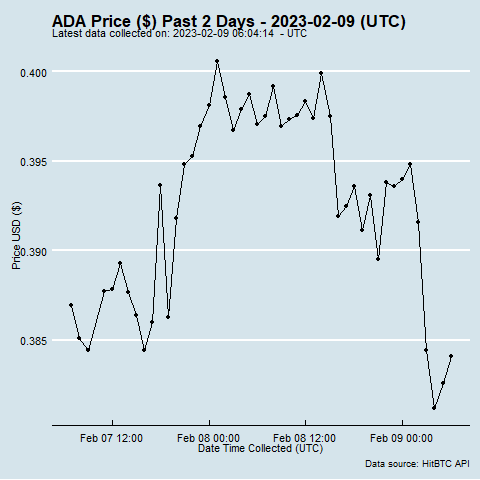 ADA Price ($) Past 2 Days - 2023-02-09 (UTC)
Latest data collected on: 2023-02-09 06:04:14 - UTC
0.400
0.395
0.390
0.385
Price USD ($)
Feb 07 12:00
Feb 08 00:00
Feb 08 12:00
Feb 09 00:00
Date Time Collected (UTC)
Data source: HitBTC API